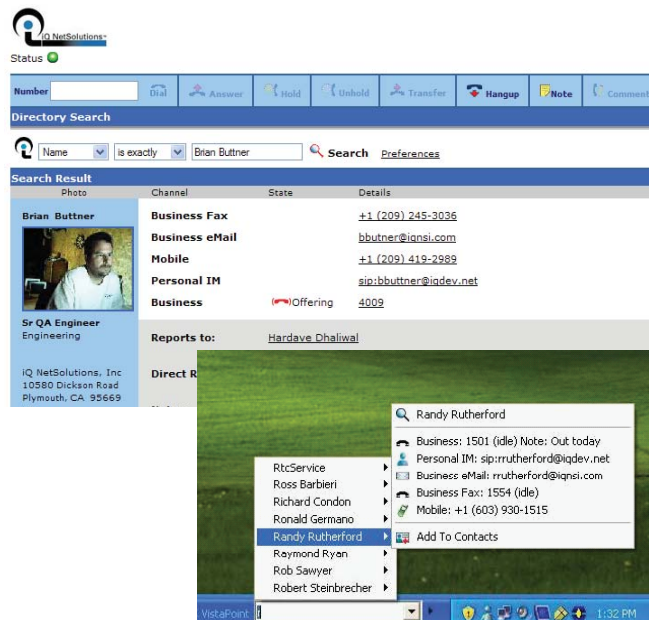 iQ NetSolutions
Status
Number Dial Answer Hold Unhold Transfer Hangup Note Comment
Directory Search
Name is exactly Brian Buttner Search Preferences
Search Result
Photo Channel State Details
Brian Buttner
Business Fax +1 (209) 245-3036
Business eMail bbutner@iqnsi.com
Mobile +1 (209) 419-2989
Personal IM sip:bbuttner@iqdev.net
Business Offering 4009
Sr QA Engineer
Engineering
Reports to: Hardave Dhaliwal
iQ NetSolutions, Inc
10580 Dickson Road
Plymouth, CA 95669
Direct R
RtcService
Ross Barbieri
Richard Condon
Ronald Germano
Randy Rutherford
Raymond Ryan
Rob Sawyer
Robert Steinbrecher
Randy Rutherford
Business: 1501 (idle) Note: Out today
Personal IM: sip:rrutherford@iqdev.net
Business eMail: rrutherford@iqnsi.com
Business Fax: 1554 (idle)
Mobile: +1 (603) 930-1515
Add To Contacts
VistaPoint r 1:32 PM